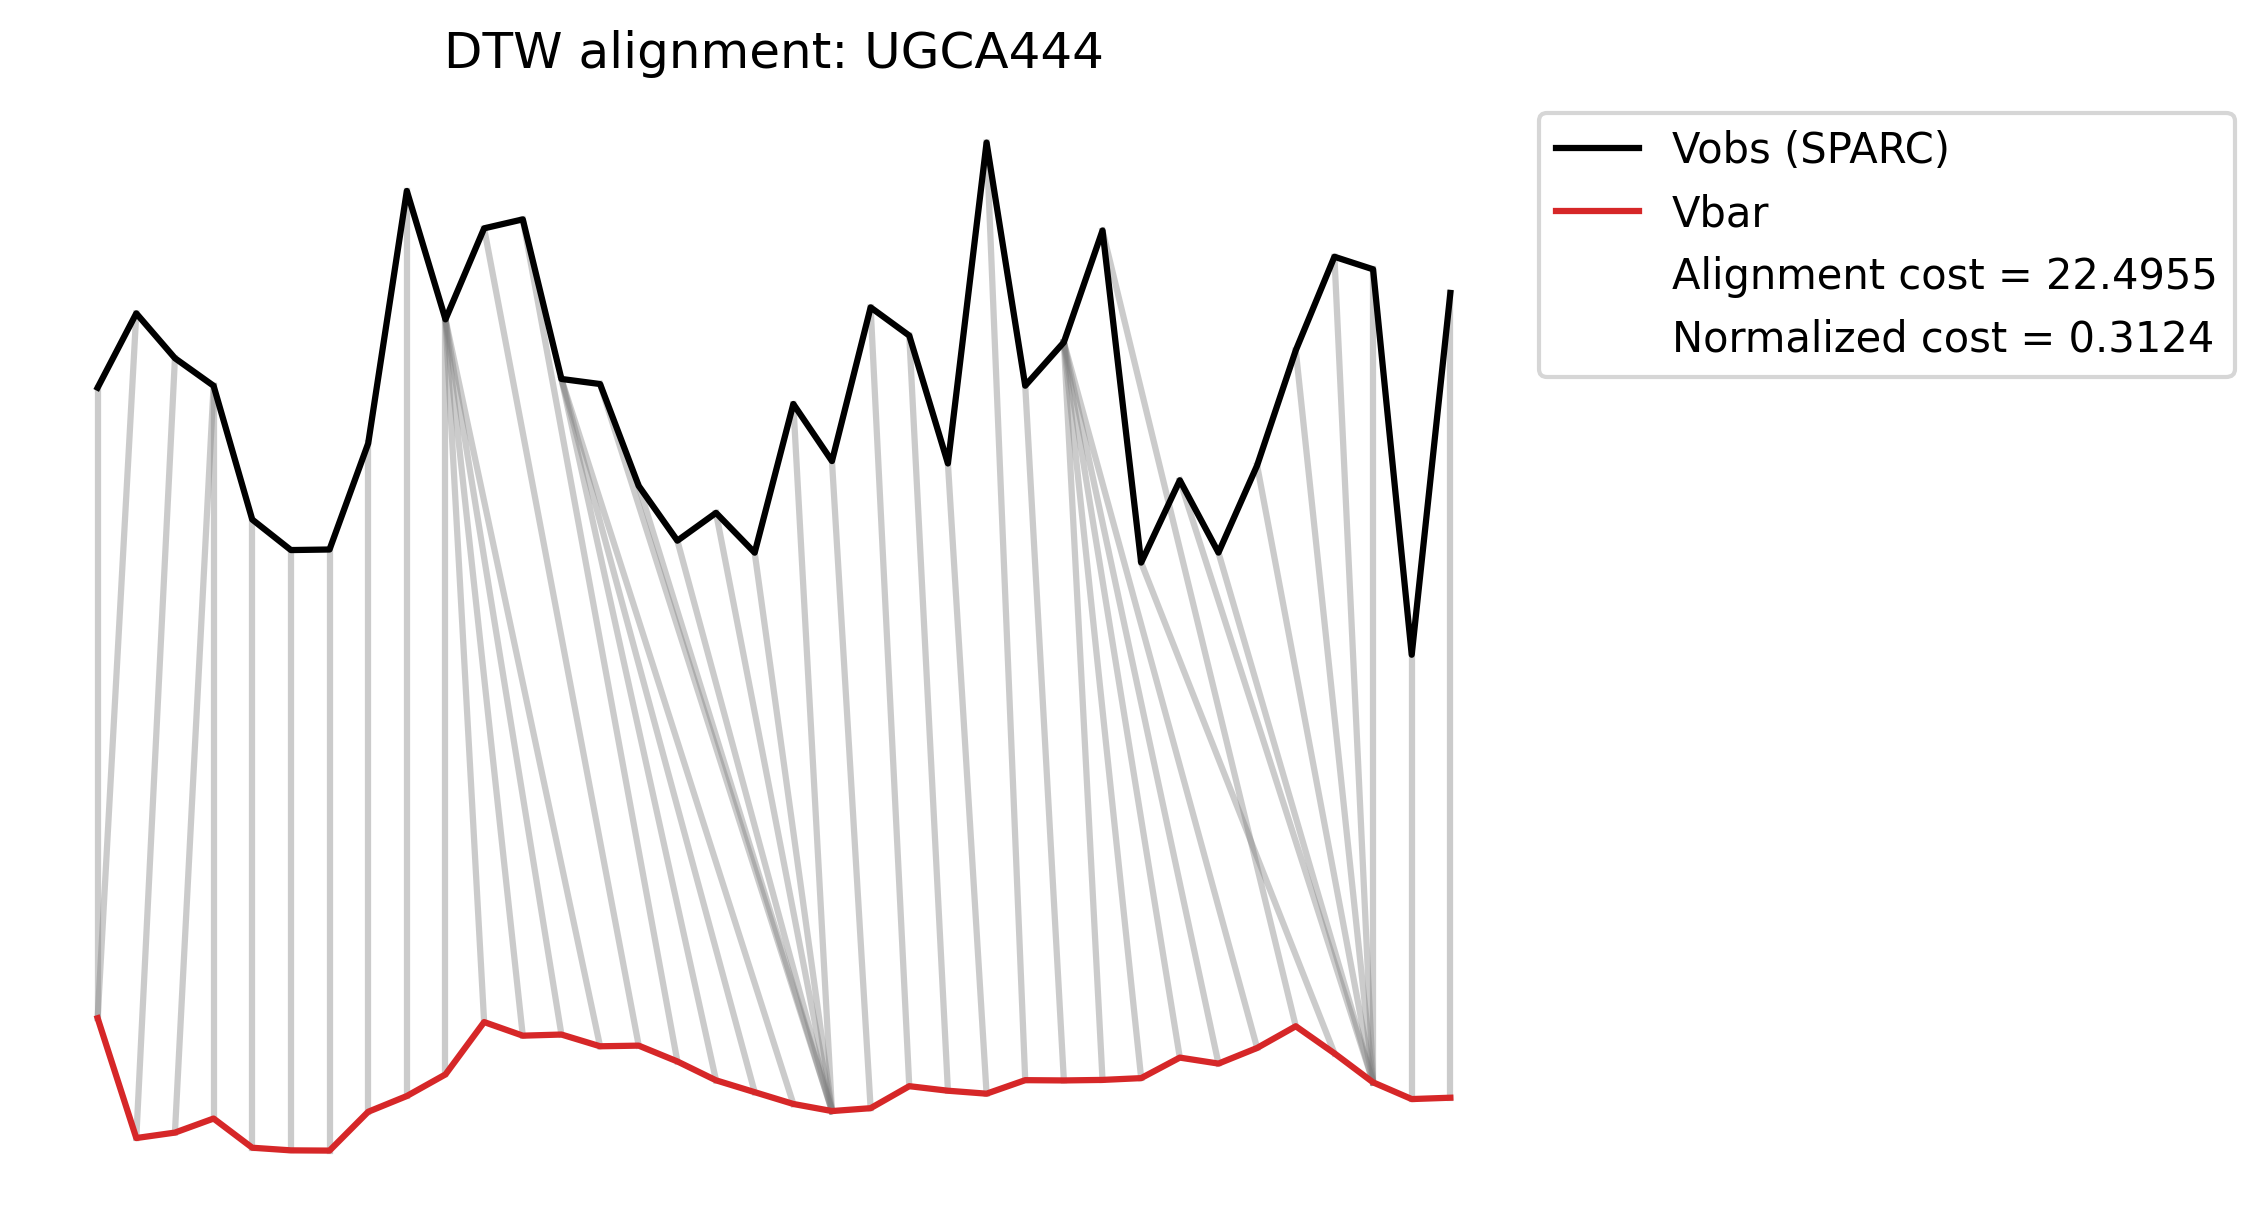 DTW alignment: UGCA444
Vobs (SPARC)
Vbar
Alignment cost = 22.4955
Normalized cost = 0.3124